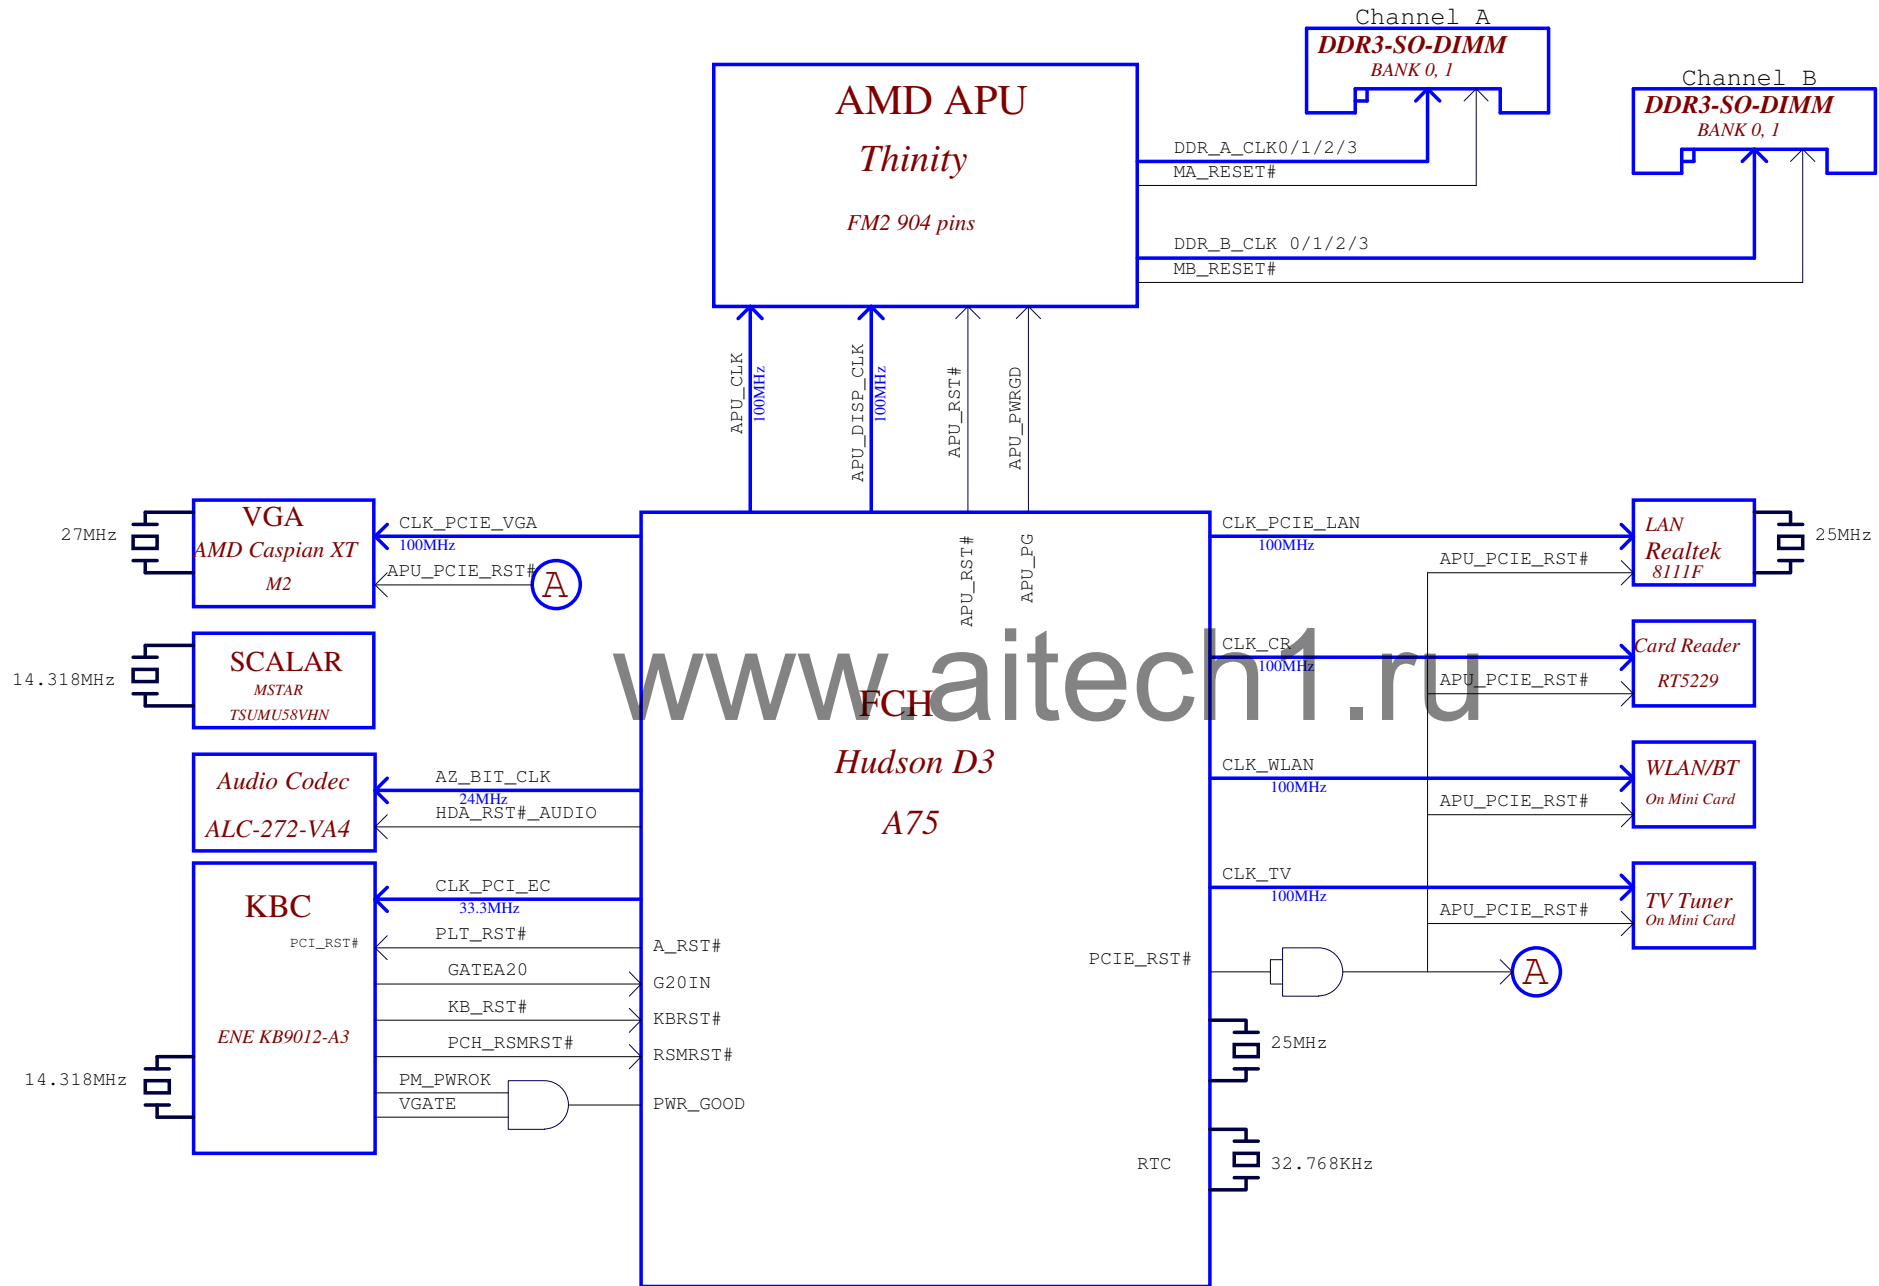 Channel A
DDR3-SO-DIMM
BANK 0, 1
Channel B
DDR3-SO-DIMM
BANK 0, 1
AMD APU
Thinity
FM2 904 pins
DDR_A_CLK0/1/2/3
MA_RESET#
DDR_B_CLK 0/1/2/3
MB_RESET#
APU_CLK
100MHz
APU_DISP_CLK
100MHz
APU_RST#
APU_PWRGD
27MHz
VGA
AMD Caspian XT
M2
CLK_PCIE_VGA
100MHz
APU_PCIE_RST#
A
14.318MHz
SCALAR
MSTAR
TSUMU58VHN
Audio Codec
ALC-272-VA4
AZ_BIT_CLK
24MHz
HDA_RST#_AUDIO
KBC
PCI_RST#
ENE KB9012-A3
14.318MHz
CLK_PCI_EC
33.3MHz
PLT_RST#
GATEA20
KB_RST#
PCH_RSMRST#
PM_PWROK
VGATE
APU_RST#
APU_PG
FCH
Hudson D3
A75
A_RST#
G20IN
KBRST#
RSMRST#
PWR_GOOD
PCIE_RST#
RTC
www.aitech1.ru
CLK_PCIE_LAN
100MHz
APU_PCIE_RST#
LAN
Realtek
8111F
25MHz
CLK_CR
100MHz
APU_PCIE_RST#
Card Reader
RT5229
CLK_WLAN
100MHz
APU_PCIE_RST#
WLAN/BT
On Mini Card
CLK_TV
100MHz
APU_PCIE_RST#
TV Tuner
On Mini Card
A
25MHz
32.768KHz